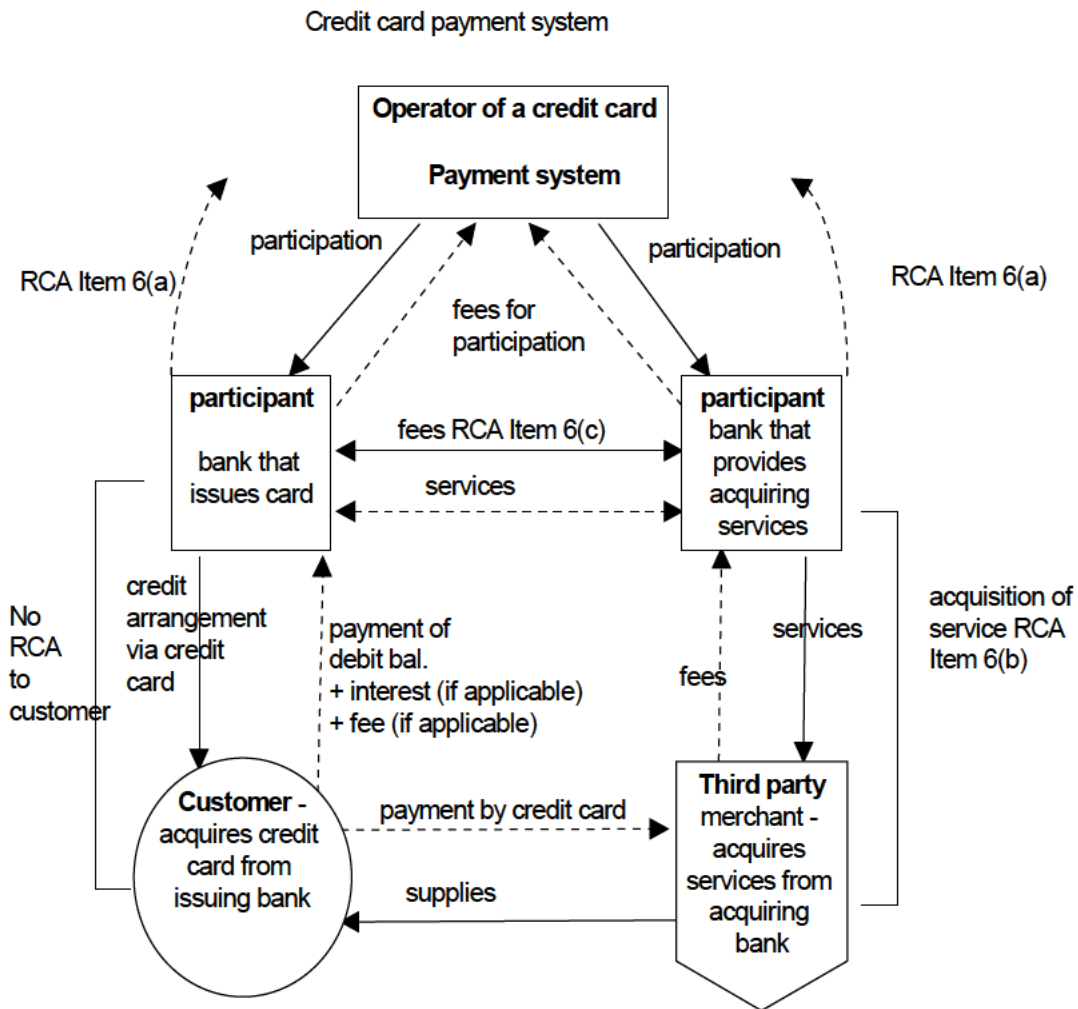 Credit card payment system
Operator of a credit card
Payment system
participation
participation
RCA Item 6(a)
RCA Item 6(a)
fees for
participation
participant
bank that
issues card
fees RCA Item 6(c)
services
participant
bank that
provides
acquiring
services
No
RCA
to
customer
credit
arrangement
via credit
card
payment of
debit bal.
+ interest (if applicable)
+ fee (if applicable)
fees
services
acquisition of
service RCA
Item 6(b)
Customer -
acquires credit
card from
issuing bank
payment by credit card
supplies
Third party
merchant -
acquires
services from
acquiring
bank